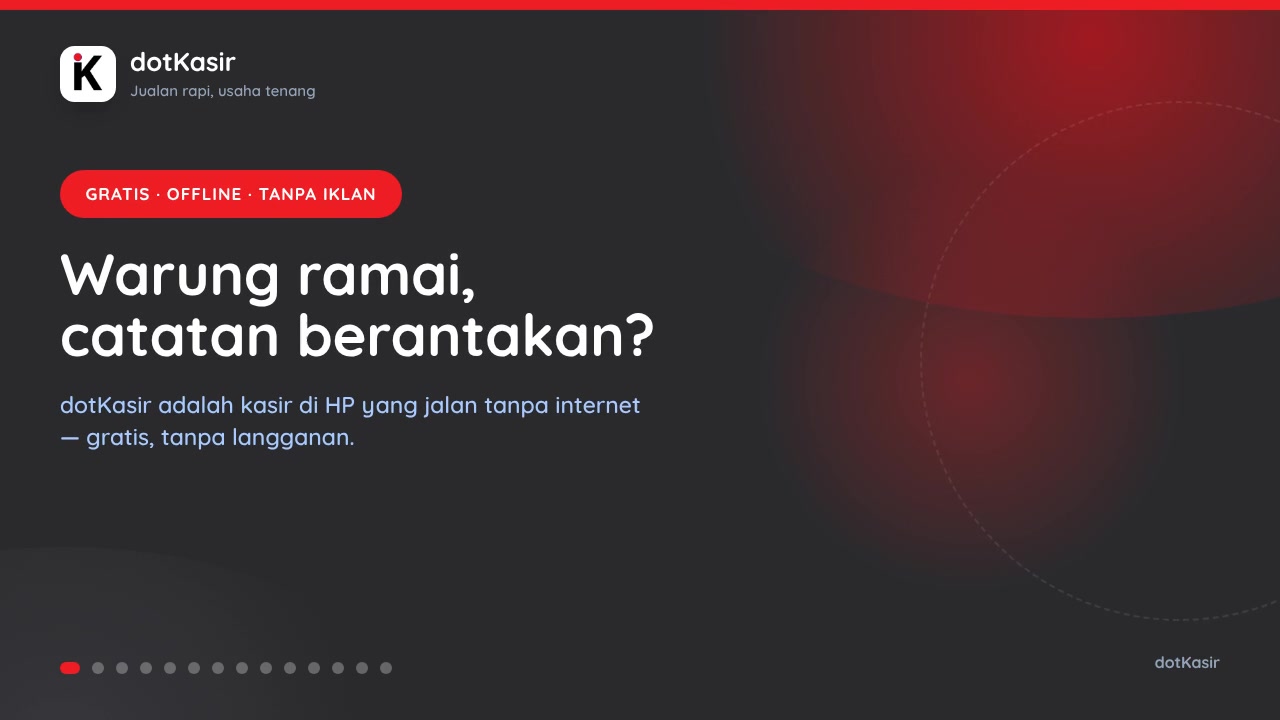 dotKasir
Jualan rapi, usaha tenang
GRATIS · OFFLINE · TANPA IKLAN
Warung ramai,
catatan berantakan?
dotKasir adalah kasir di HP yang jalan tanpa internet
— gratis, tanpa langganan.
dotKasir